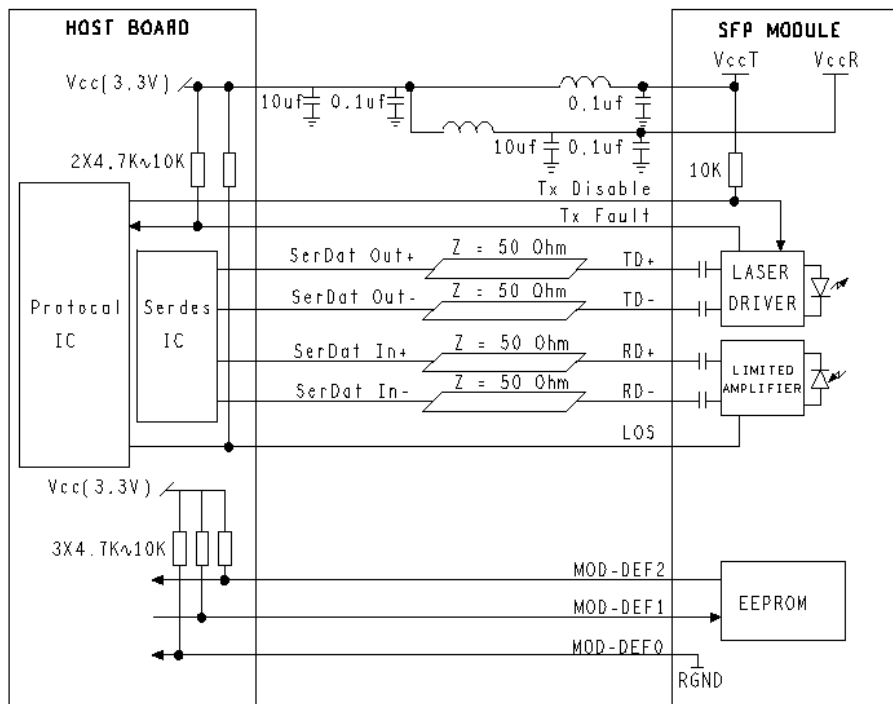 HOST BOARD
SFP MODULE
VccT
VccR
Vcc(3.3V)
10uf
0.1uf
0.1uf
10uf
0.1uf
2X4.7K~10K
10K
Tx Disable
Tx Fault
SerDat Out+
Z = 50 Ohm
TD+
SerDat Out-
Z = 50 Ohm
TD-
LASER
DRIVER
Protocal
IC
Serdes
IC
SerDat In+
Z = 50 Ohm
RD+
SerDat In-
Z = 50 Ohm
RD-
LIMITED
AMPLIFIER
LOS
Vcc(3.3V)
3X4.7K~10K
MOD-DEF2
MOD-DEF1
EEPROM
MOD-DEF0
RGND